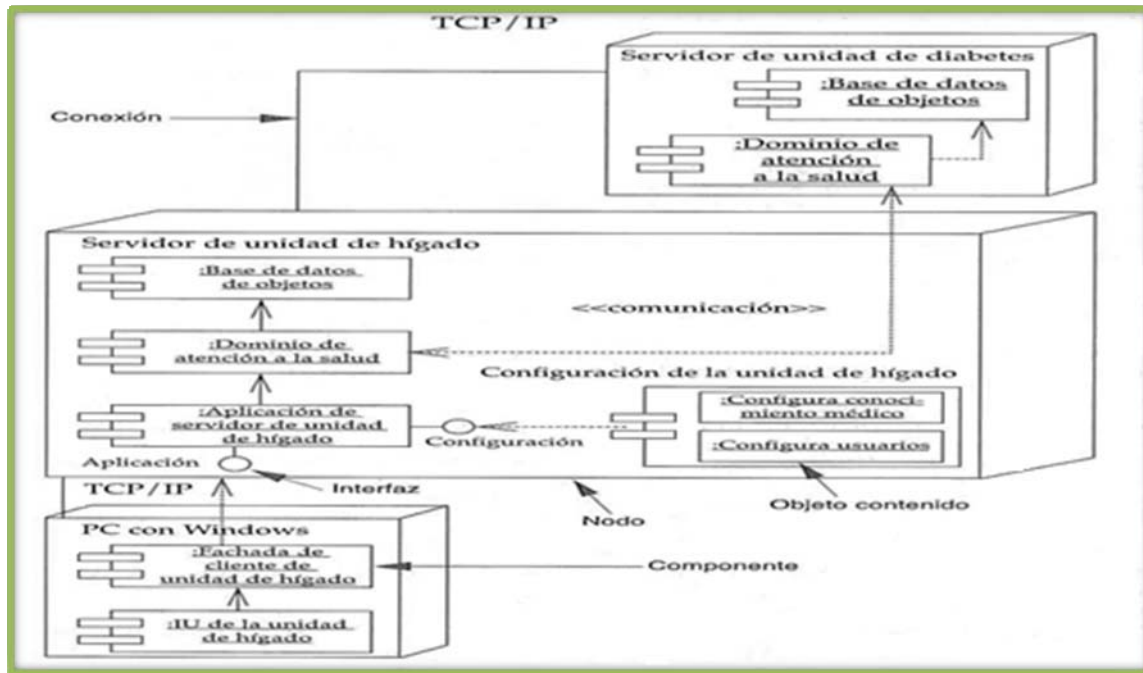 TCP/IP
Servidor de unidad de diabetes
:Base de datos
de objetos
Conexión
:Dominio de
atención
a la salud
Servidor de unidad de hígado
:Base de datos
de objetos
<<comunicación>>
:Dominio de
atención a la salud
Configuración de la unidad de hígado
:Configura conoci-
miento médico
:Aplicación de
servidor de unidad
de hígado
Configuración
:Configura usuarios
Aplicación
Interfaz
TCP/IP
Nodo
Objeto contenido
PC con Windows
:Fachada de
cliente de
unidad de hígado
Componente
:IU de la unidad
de hígado